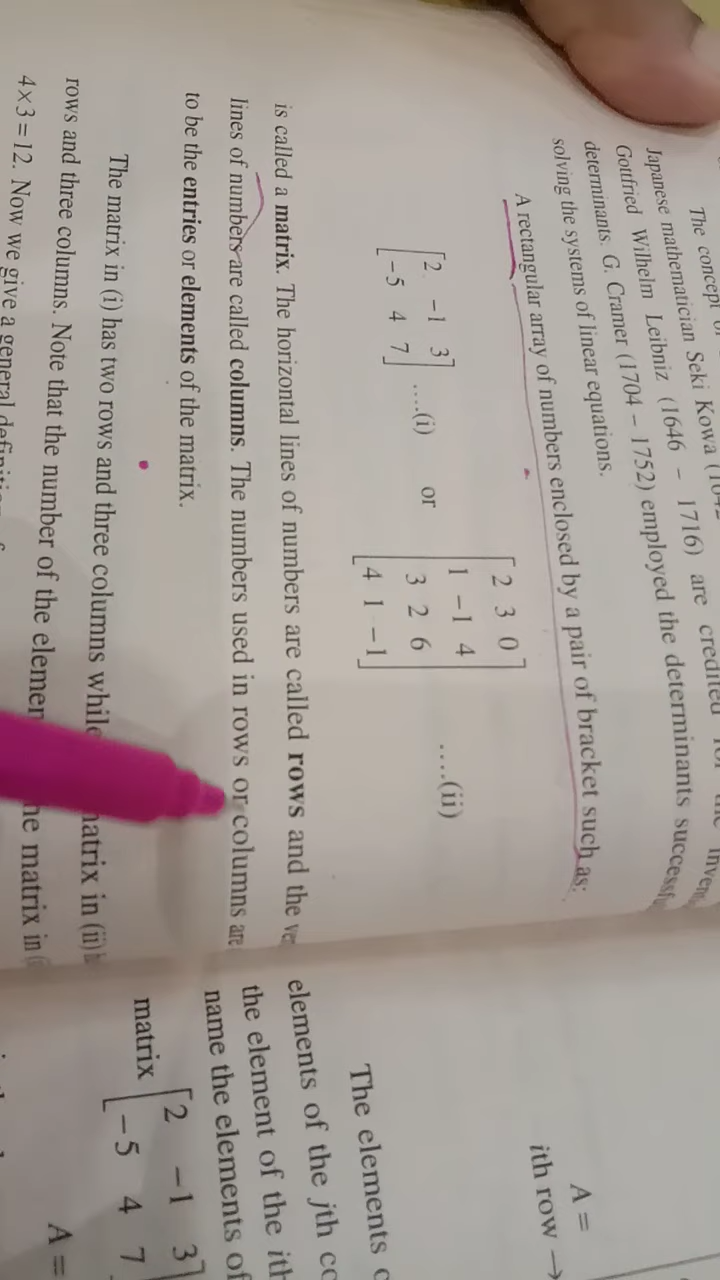 The concept
Japanese mathematician Seki Kowa
Gottfried Wilhelm Leibniz (1646 – 1716) are credited
determinants. G. Cramer (1704 – 1752) employed the determinants
solving the systems of linear equations.
A rectangular array of numbers enclosed by a pair of bracket such as:
[2 -1 3
-5 4 7] ....(i) or [2 3 0
1 -1 4
3 2 6
4 1 -1] ....(ii)
is called a matrix. The horizontal lines of numbers are called rows and the
lines of numbers are called columns. The numbers used in rows or columns are
to be the entries or elements of the matrix.
The matrix in (i) has two rows and three columns while matrix in (ii)
rows and three columns. Note that the number of the matrix in
4×3=12. Now we give a general
A =
ith row →
The elements
elements of the jth
the element of the ith
name the elements of
matrix [2 -1 3
-5 4 7]
A =